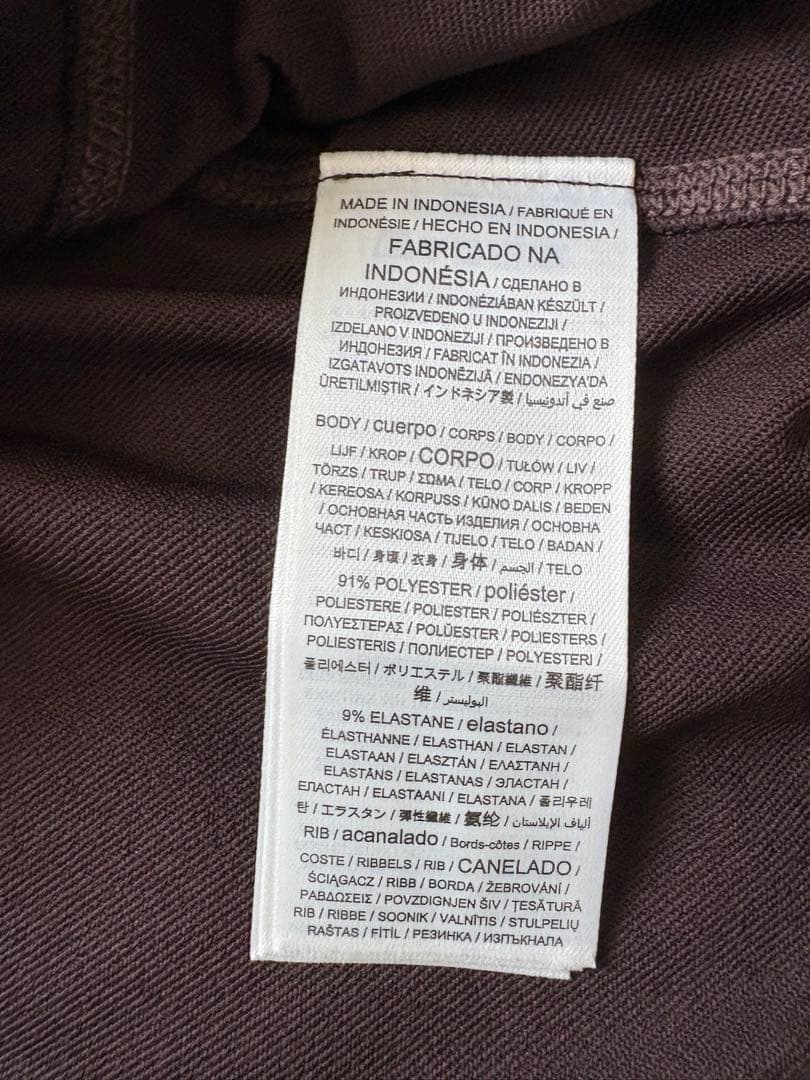 MADE IN INDONESIA / FABRIQUÉ EN
INDONÉSIE / HECHO EN INDONESIA /
FABRICADO NA
INDONÉSIA / СДЕЛАНО В
ИНДОНЕЗИИ / INDONÉZIÁBAN KÉSZÜLT /
PROIZVEDENO U INDONEZIJI /
IZDELANO V INDONEZIJI / ПРОИЗВЕДЕНО В
ИНДОНЕЗИЯ / FABRICAT ÎN INDONEZIA /
IZGATAVOTS INDONĒZIJĀ / ENDONEZYA'DA
ÜRETİLMİŞTİR / インドネシア製 / صنع في أندونيسيا
BODY / cuerpo / CORPS / BODY / CORPO /
LIJF / KROP / CORPO / TUŁÓW / LIV /
TÖRZS / TRUP / ΣΩΜΑ / TELO / CORP / KROPP
/ KEREOSA / KORPUSS / KŪNO DALIS / BEDEN
/ ОСНОВНАЯ ЧАСТЬ ИЗДЕЛИЯ / ОСНОВНА
ЧАСТ / KESKIOSA / TIJELO / TELO / BADAN /
바디 / 身頃 / 衣身 / 身体 / الجسم / TELO
91% POLYESTER / poliéster /
POLIESTERE / POLIESTER / POLIÉSZTER /
ΠΟΛΥΕΣΤΕΡΑΣ / POLÜESTER / POLIESTERS /
POLIESTERIS / ПОЛИЕСТЕР / POLYESTERI /
폴리에스터 / ポリエステル / 聚酯纖維 / 聚酯纤
维 / البوليستر
9% ELASTANE / elastano /
ÉLASTHANNE / ELASTHAN / ELASTAN /
ELASTAAN / ELASZTÁN / ΕΛΑΣΤΑΝΗ /
ELASTĀNS / ELASTANAS / ЭЛАСТАН /
ЕЛАСТАН / ELASTAANI / ELASTANA / 폴리우레
탄 / エラスタン / 彈性纖維 / 氨纶 / ألياف الإيلاستان
RIB / acanalado / Bords-côtes / RIPPE /
COSTE / RIBBELS / RIB / CANELADO /
ŚCIĄGACZ / RIBB / BORDA / ŽEBROVÁNÍ /
ΡΑΒΔΩΣΕΙΣ / POVZDIGNJEN ŠIV / ȚESĂTURĂ
RIB / RIBBE / SOONIK / VALNĪTIS / STULPELIŲ
RAŠTAS / FİTİL / РЕЗИНКА / ИЗПЪКНАЛА